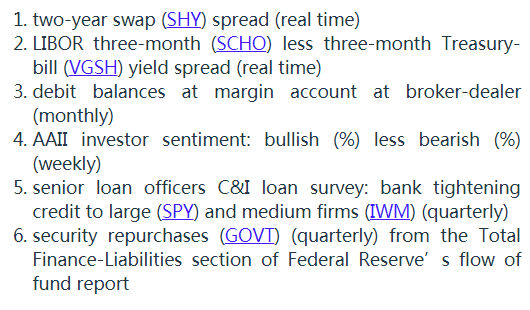 1. two-year swap (SHY) spread (real time)
2. LIBOR three-month (SCHO) less three-month Treasury-
bill (VGSH) yield spread (real time)
3. debit balances at margin account at broker-dealer
(monthly)
4. AAII investor sentiment: bullish (%) less bearish (%)
(weekly)
5. senior loan officers C&I loan survey: bank tightening
credit to large (SPY) and medium firms (IWM) (quarterly)
6. security repurchases (GOVT) (quarterly) from the Total
Finance-Liabilities section of Federal Reserve’s flow of
fund report